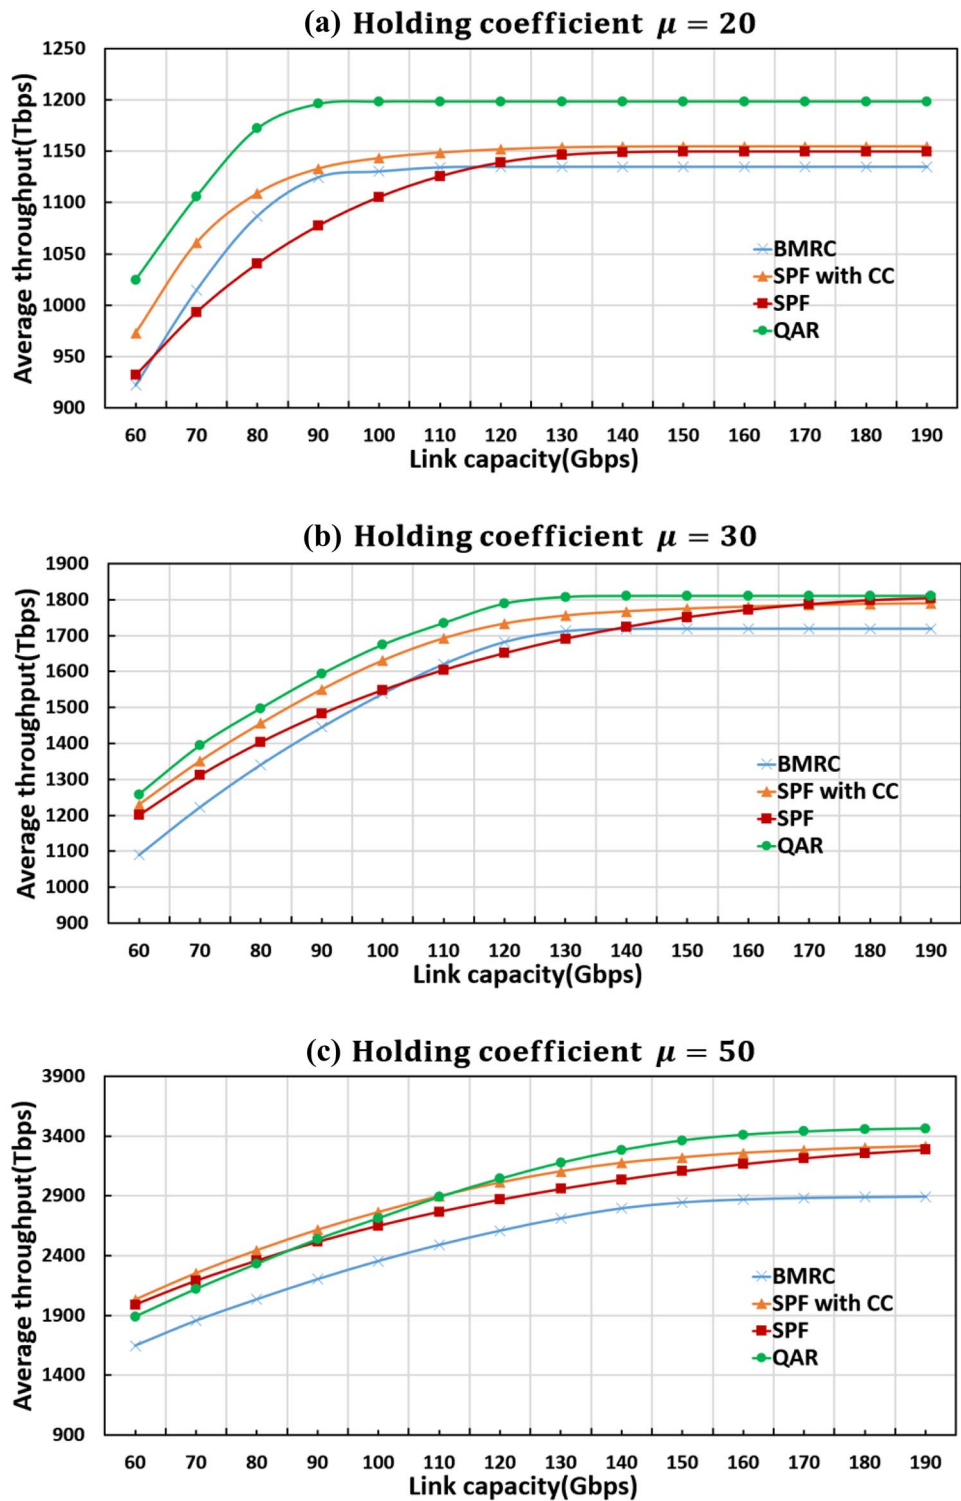 (a) Holding coefficient μ = 20
Average throughput(Tbps)
1250
1200
1150
1100
1050
1000
950
900
BMRC
SPF with CC
SPF
QAR
60 70 80 90 100 110 120 130 140 150 160 170 180 190
Link capacity(Gbps)
(b) Holding coefficient μ = 30
Average throughput(Tbps)
1900
1800
1700
1600
1500
1400
1300
1200
1100
1000
900
BMRC
SPF with CC
SPF
QAR
60 70 80 90 100 110 120 130 140 150 160 170 180 190
Link capacity(Gbps)
(c) Holding coefficient μ = 50
Average throughput(Tbps)
3900
3400
2900
2400
1900
1400
900
BMRC
SPF with CC
SPF
QAR
60 70 80 90 100 110 120 130 140 150 160 170 180 190
Link capacity(Gbps)